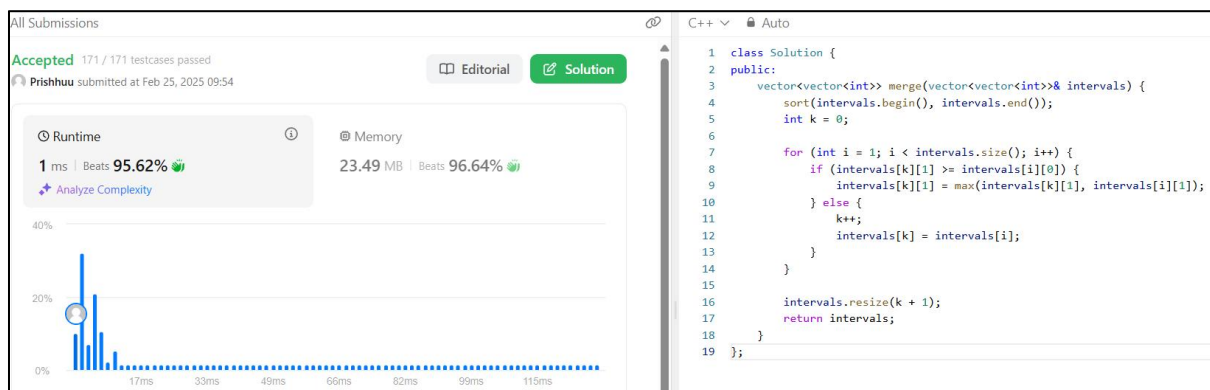 All Submissions
Accepted 171 / 171 testcases passed
Prishhuu submitted at Feb 25, 2025 09:54
Editorial
Solution
Runtime
1 ms | Beats 95.62%
Analyze Complexity
Memory
23.49 MB | Beats 96.64%
40%
20%
0%
17ms 33ms 49ms 66ms 82ms 99ms 115ms
C++ Auto
1 class Solution {
2 public:
3     vector<vector<int>> merge(vector<vector<int>>& intervals) {
4         sort(intervals.begin(), intervals.end());
5         int k = 0;
6
7         for (int i = 1; i < intervals.size(); i++) {
8             if (intervals[k][1] >= intervals[i][0]) {
9                 intervals[k][1] = max(intervals[k][1], intervals[i][1]);
10             } else {
11                 k++;
12                 intervals[k] = intervals[i];
13             }
14         }
15
16         intervals.resize(k + 1);
17         return intervals;
18     }
19 };